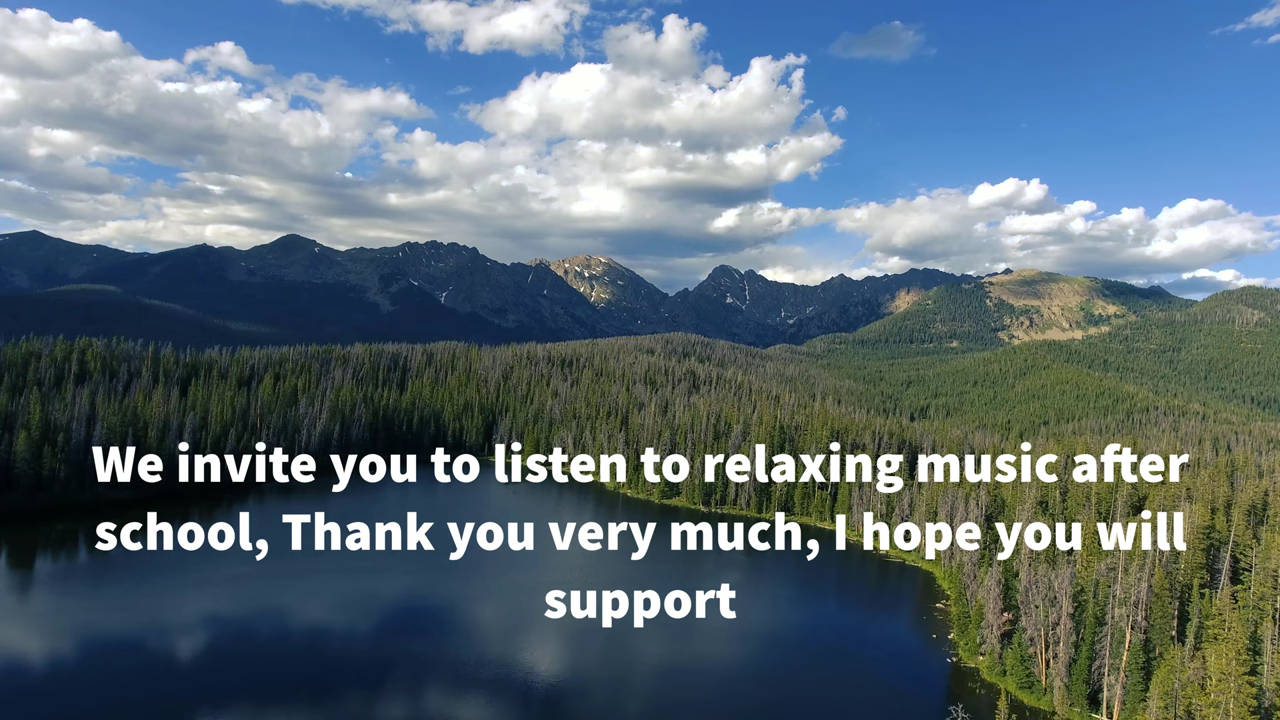 We invite you to listen to relaxing music after
school, Thank you very much, I hope you will
support